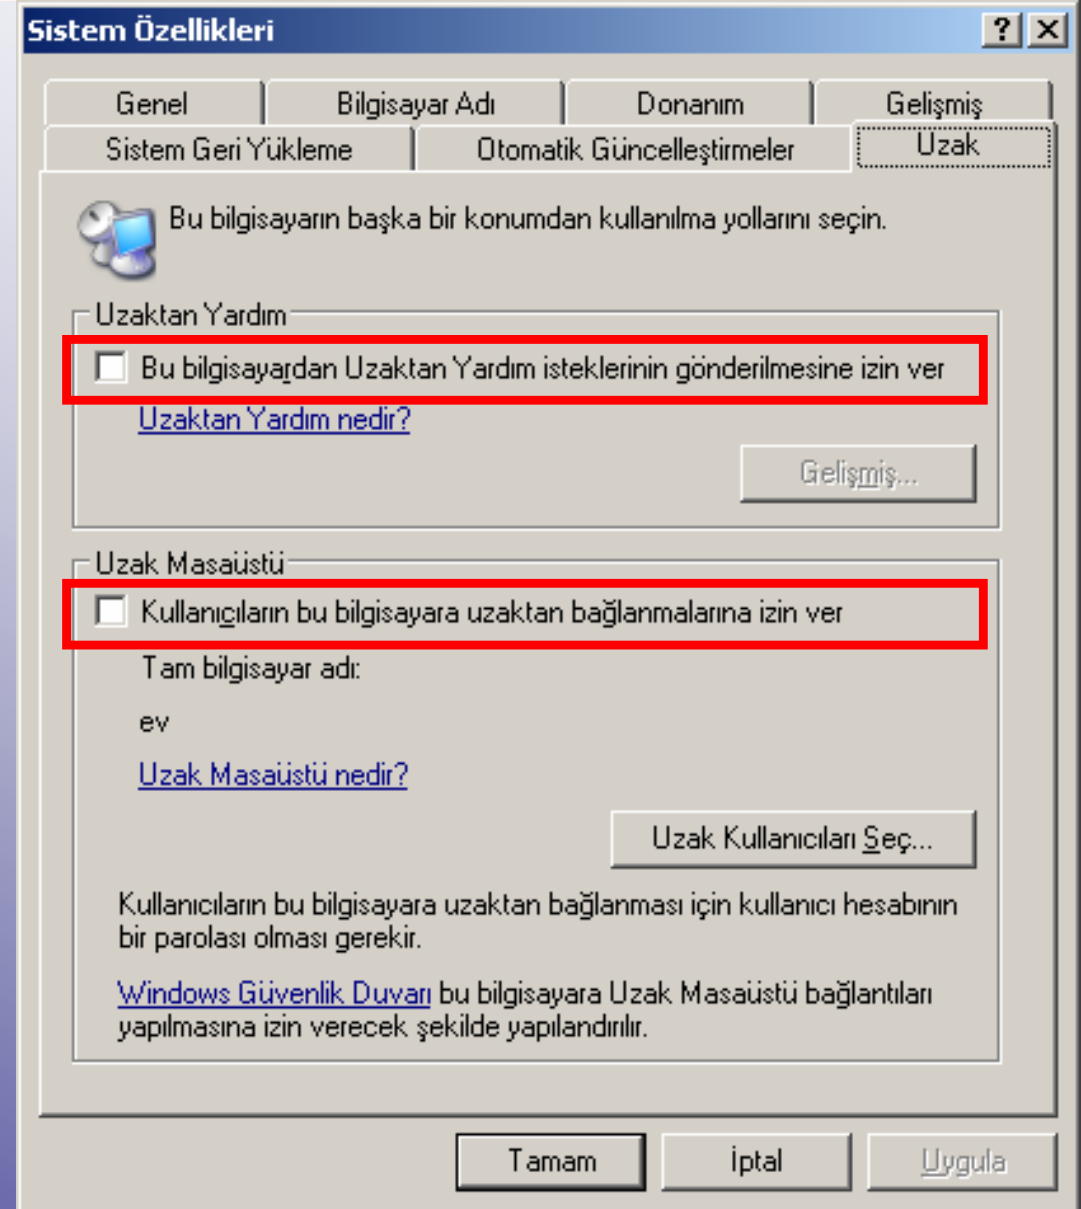 Sistem Özellikleri
Genel
Bilgisayar Adı
Donanım
Gelişmiş
Sistem Geri Yükleme
Otomatik Güncelleştirmeler
Uzak
Bu bilgisayarın başka bir konumdan kullanılma yollarını seçin.
Uzaktan Yardım
Bu bilgisayardan Uzaktan Yardım isteklerinin gönderilmesine izin ver
Uzaktan Yardım nedir?
Gelişmiş...
Uzak Masaüstü
Kullanıcıların bu bilgisayara uzaktan bağlanmalarına izin ver
Tam bilgisayar adı:
ev
Uzak Masaüstü nedir?
Uzak Kullanıcıları Seç...
Kullanıcıların bu bilgisayara uzaktan bağlanması için kullanıcı hesabının
bir parolası olması gerekir.
Windows Güvenlik Duvarı bu bilgisayara Uzak Masaüstü bağlantıları
yapılmasına izin verecek şekilde yapılandırılır.
Tamam
İptal
Uygula